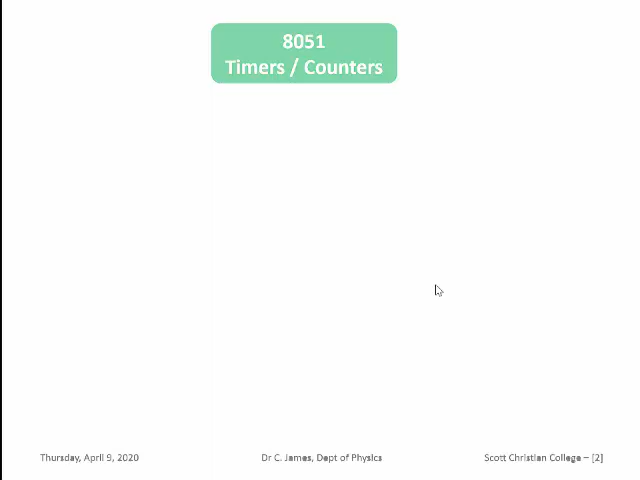 8051
Timers / Counters
Thursday, April 9, 2020
Dr C. James, Dept of Physics
Scott Christian College – [2]